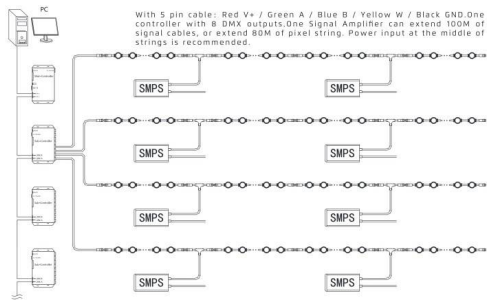 PC
With 5 pin cable: Red V+ / Green A / Blue B / Yellow W / Black GND.One
controller with 8 DMX outputs.One Signal Amplifier can extend 100M of
signal cables, or extend 80M of pixel string. Power input at the middle of
strings is recommended.
SMPS
SMPS
SMPS
SMPS
SMPS
SMPS
SMPS
SMPS